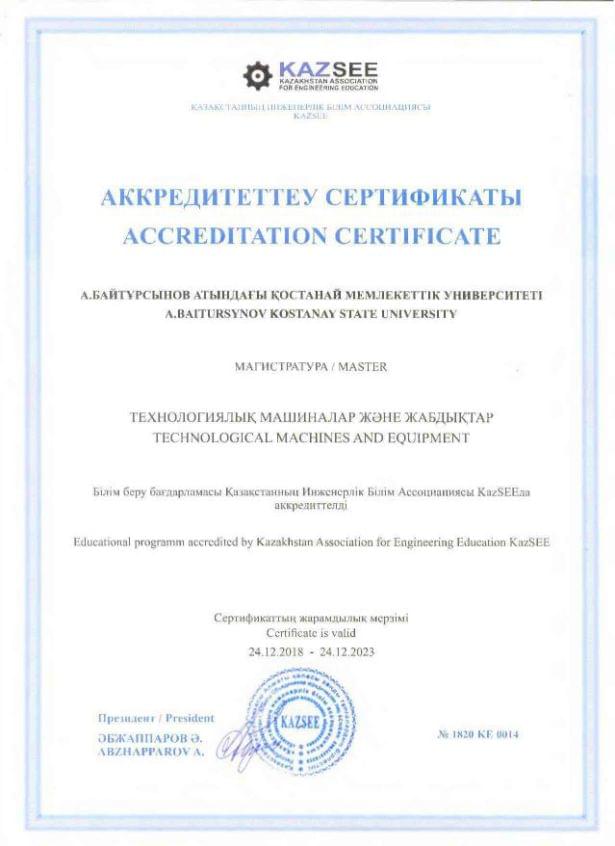 KAZSEE
KAZAKHSTAN ASSOCIATION
FOR ENGINEERING EDUCATION
ҚАЗАҚСТАННЫҢ ИНЖЕНЕРЛІК БІЛІМ АССОЦИАЦИЯСЫ
KAZSEE
АККРЕДИТЕТТЕУ СЕРТИФИКАТЫ
ACCREDITATION CERTIFICATE
А.БАЙТҰРСЫНОВ АТЫНДАҒЫ ҚОСТАНАЙ МЕМЛЕКЕТТІК УНИВЕРСИТЕТІ
A.BAITURSYNOV KOSTANAY STATE UNIVERSITY
МАГИСТРАТУРА / MASTER
ТЕХНОЛОГИЯЛЫҚ МАШИНАЛАР ЖӘНЕ ЖАБДЫҚТАР
TECHNOLOGICAL MACHINES AND EQUIPMENT
Білім беру бағдарламасы Қазақстанның Инженерлік Білім Ассоциациясы KazSEEда
аккредиттелді
Educational programm accredited by Kazakhstan Association for Engineering Education KazSEE
Сертификаттың жарамдылық мерзімі
Certificate is valid
24.12.2018 - 24.12.2023
Президент / President
ӘБЖАППАРОВ Ә.
ABZHAPPAROV A.
KAZSEE
№ 1820 KE 0014